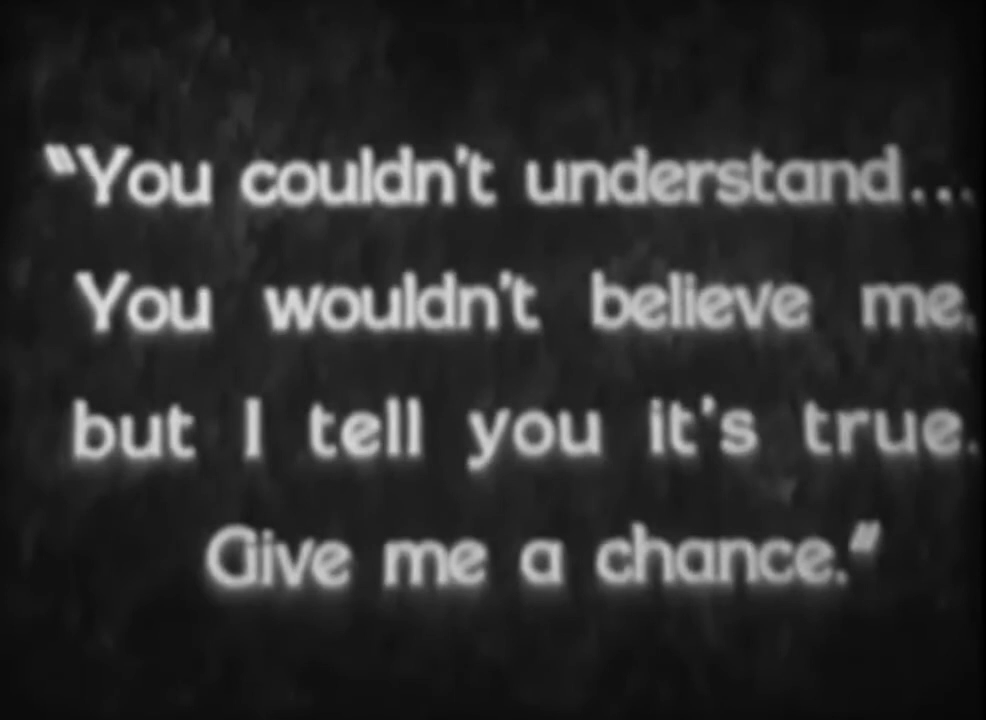 “You couldn't understand...
You wouldn't believe me,
but I tell you it's true.
Give me a chance.”